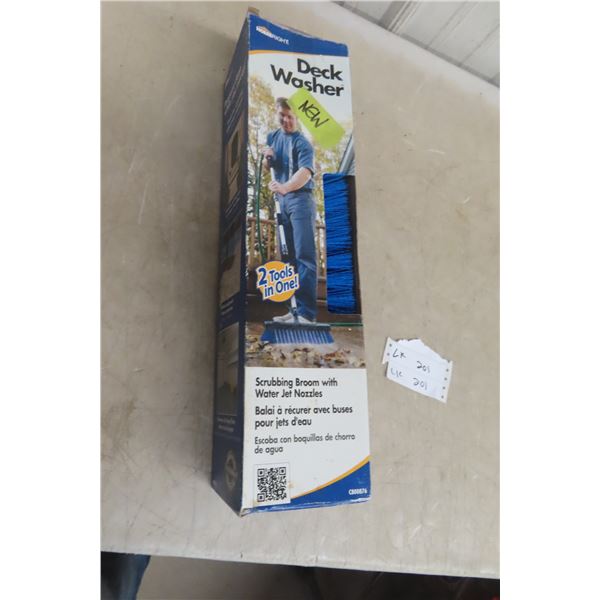 Deck
Washer
NEW
2 Tools
in One!
Scrubbing Broom with
Water Jet Nozzles
Balai à récurer avec buses
pour jets d'eau
Escoba con boquillas de chorro
de agua
LK 201
LK 201